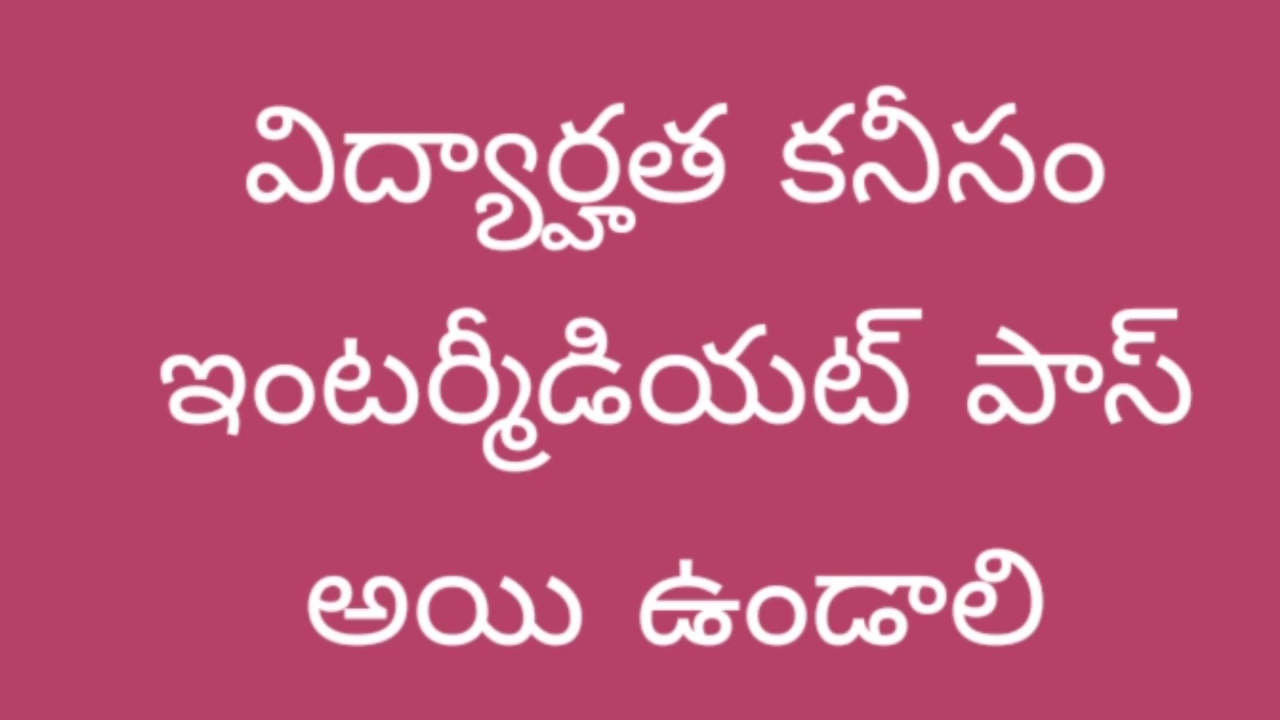 విద్యార్హత కనీసం
ఇంటర్మీడియట్ పాస్
అయి ఉండాలి